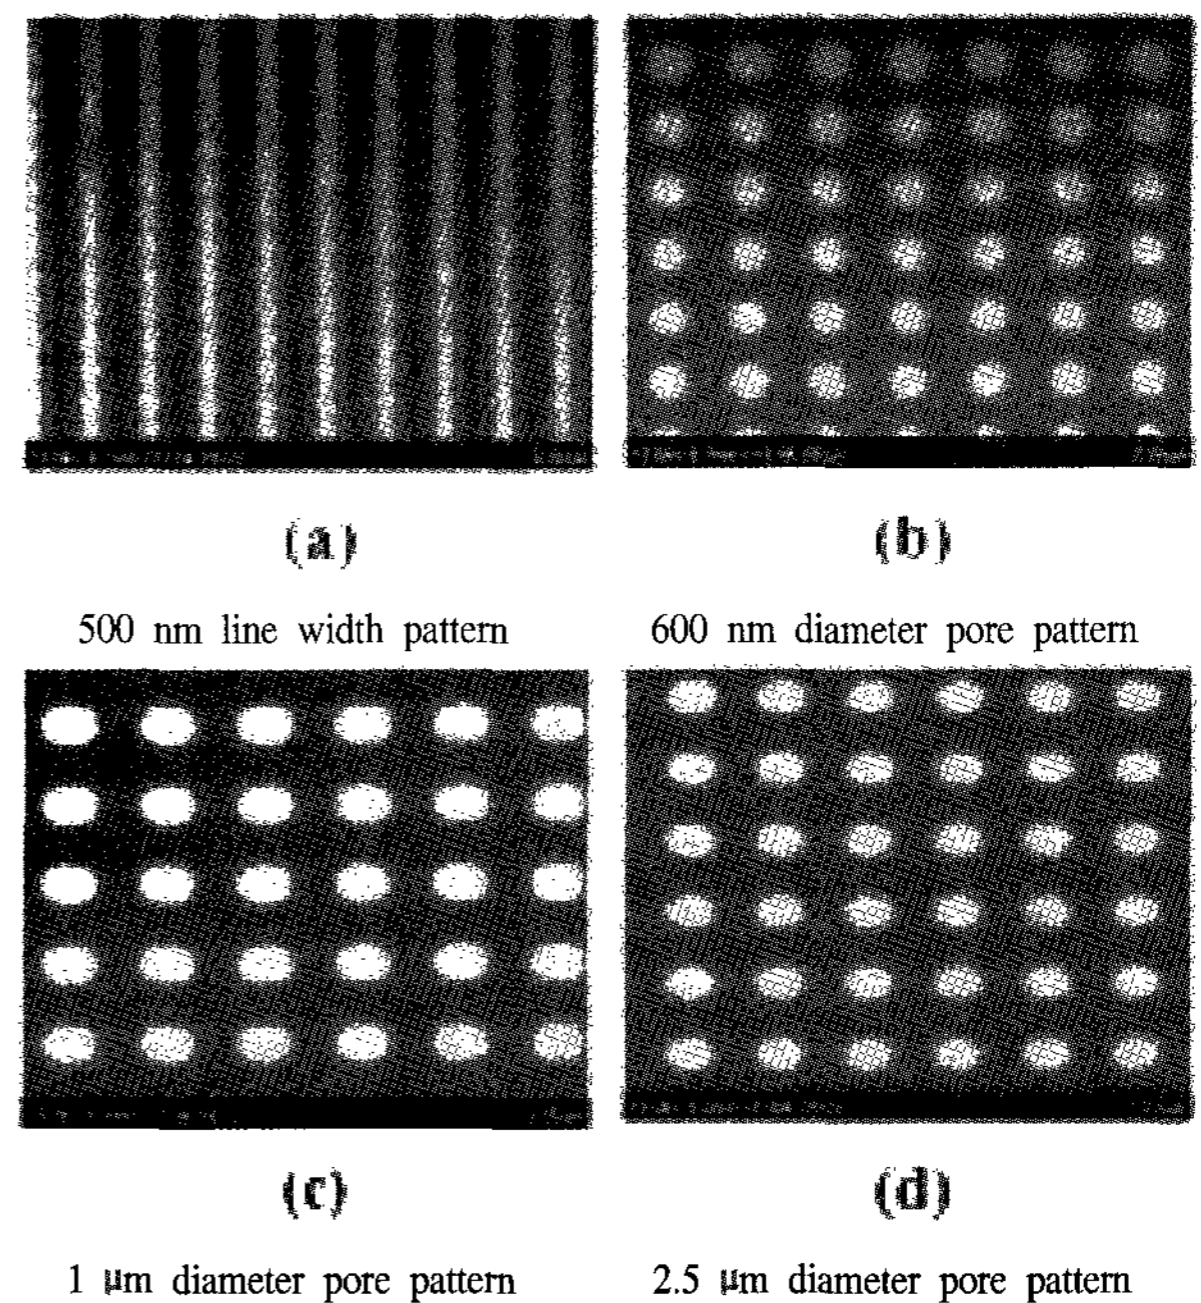 (a)
(b)
500 nm line width pattern
600 nm diameter pore pattern
(c)
(d)
1 μm diameter pore pattern
2.5 μm diameter pore pattern